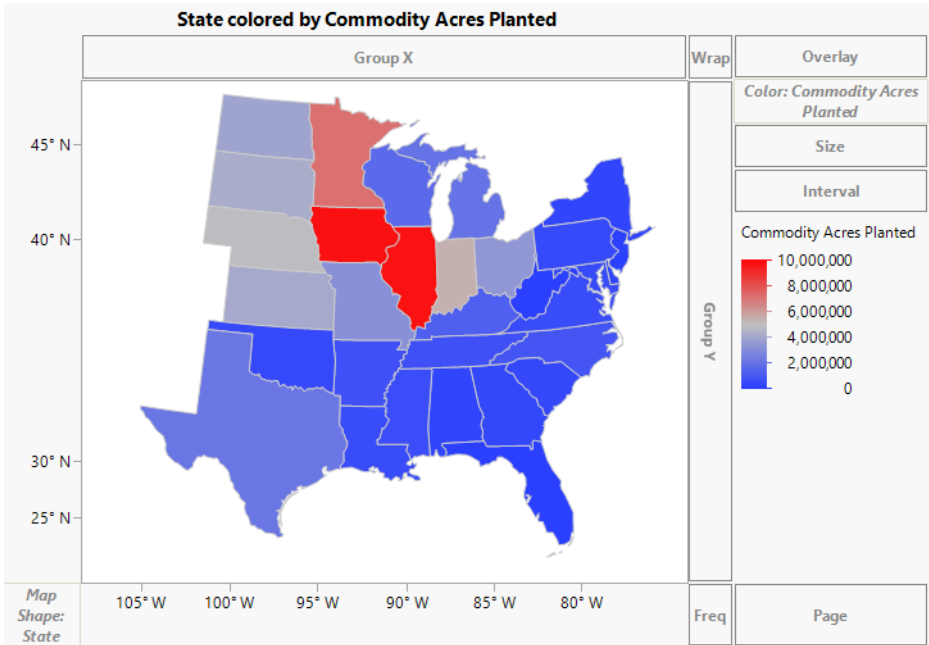 State colored by Commodity Acres Planted
Group X
Wrap
Overlay
Color: Commodity Acres
Planted
Size
Interval
Commodity Acres Planted
10,000,000
8,000,000
6,000,000
4,000,000
2,000,000
0
Group Y
45° N
40° N
30° N
25° N
105° W
100° W
95° W
90° W
85° W
80° W
Map
Shape:
State
Freq
Page